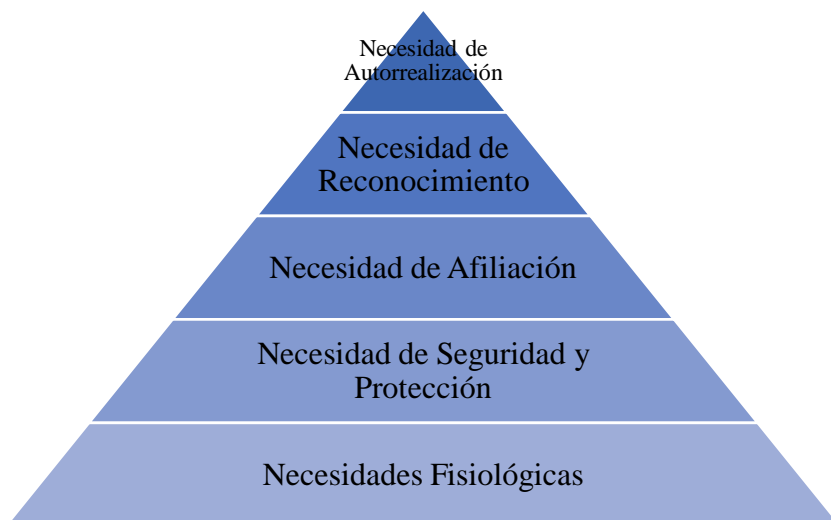 Necesidad de
Autorrealización
Necesidad de
Reconocimiento
Necesidad de Afiliación
Necesidad de Seguridad y
Protección
Necesidades Fisiológicas